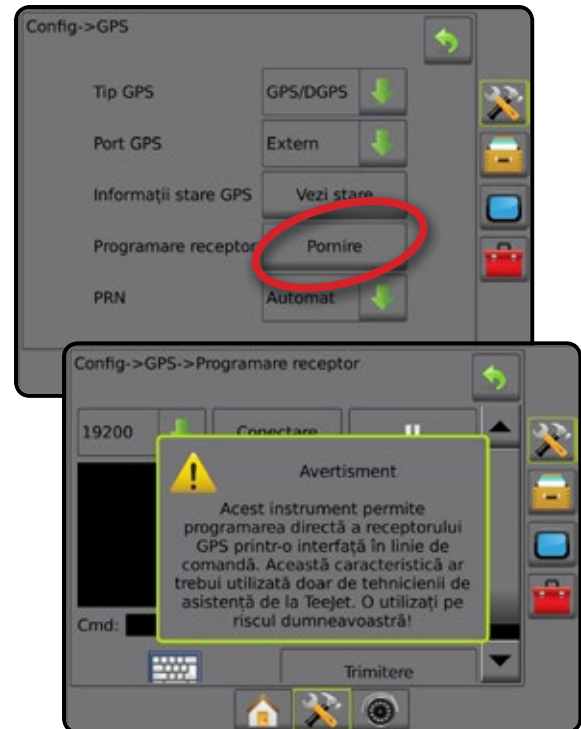 Config->GPS
Tip GPS GPS/DGPS
Port GPS Extern
Informații stare GPS Vezi stare
Programare receptor Pornire
PRN Automat
Config->GPS->Programare receptor
19200 Conectare
Avertisment
Acest instrument permite
programarea directă a receptorului
GPS printr-o interfață în linie de
comandă. Această caracteristică ar
trebui utilizată doar de tehnicienii de
asistență de la TeeJet. O utilizați pe
riscul dumneavoastră!
Cmd:
Trimitere